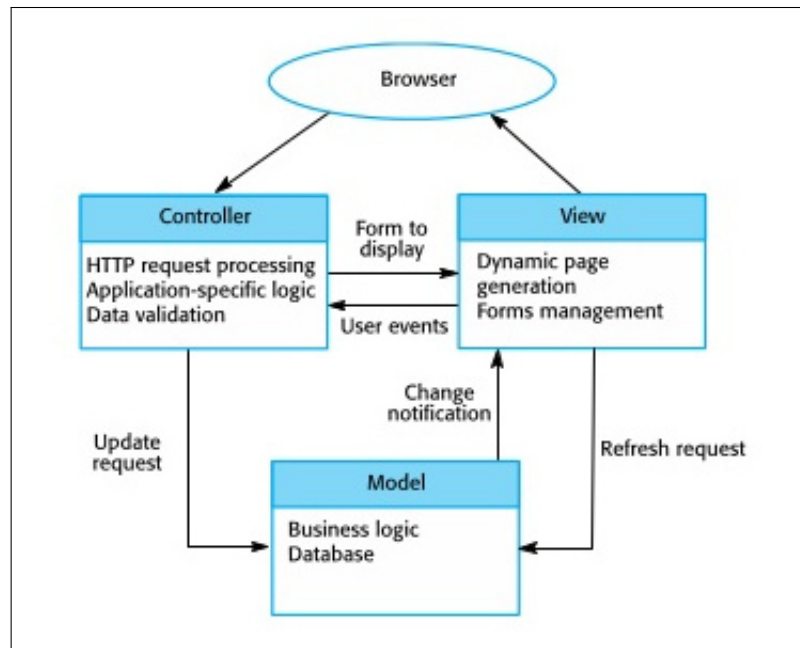 Browser
Controller
HTTP request processing
Application-specific logic
Data validation
Form to
display
User events
View
Dynamic page
generation
Forms management
Update
request
Change
notification
Refresh request
Model
Business logic
Database